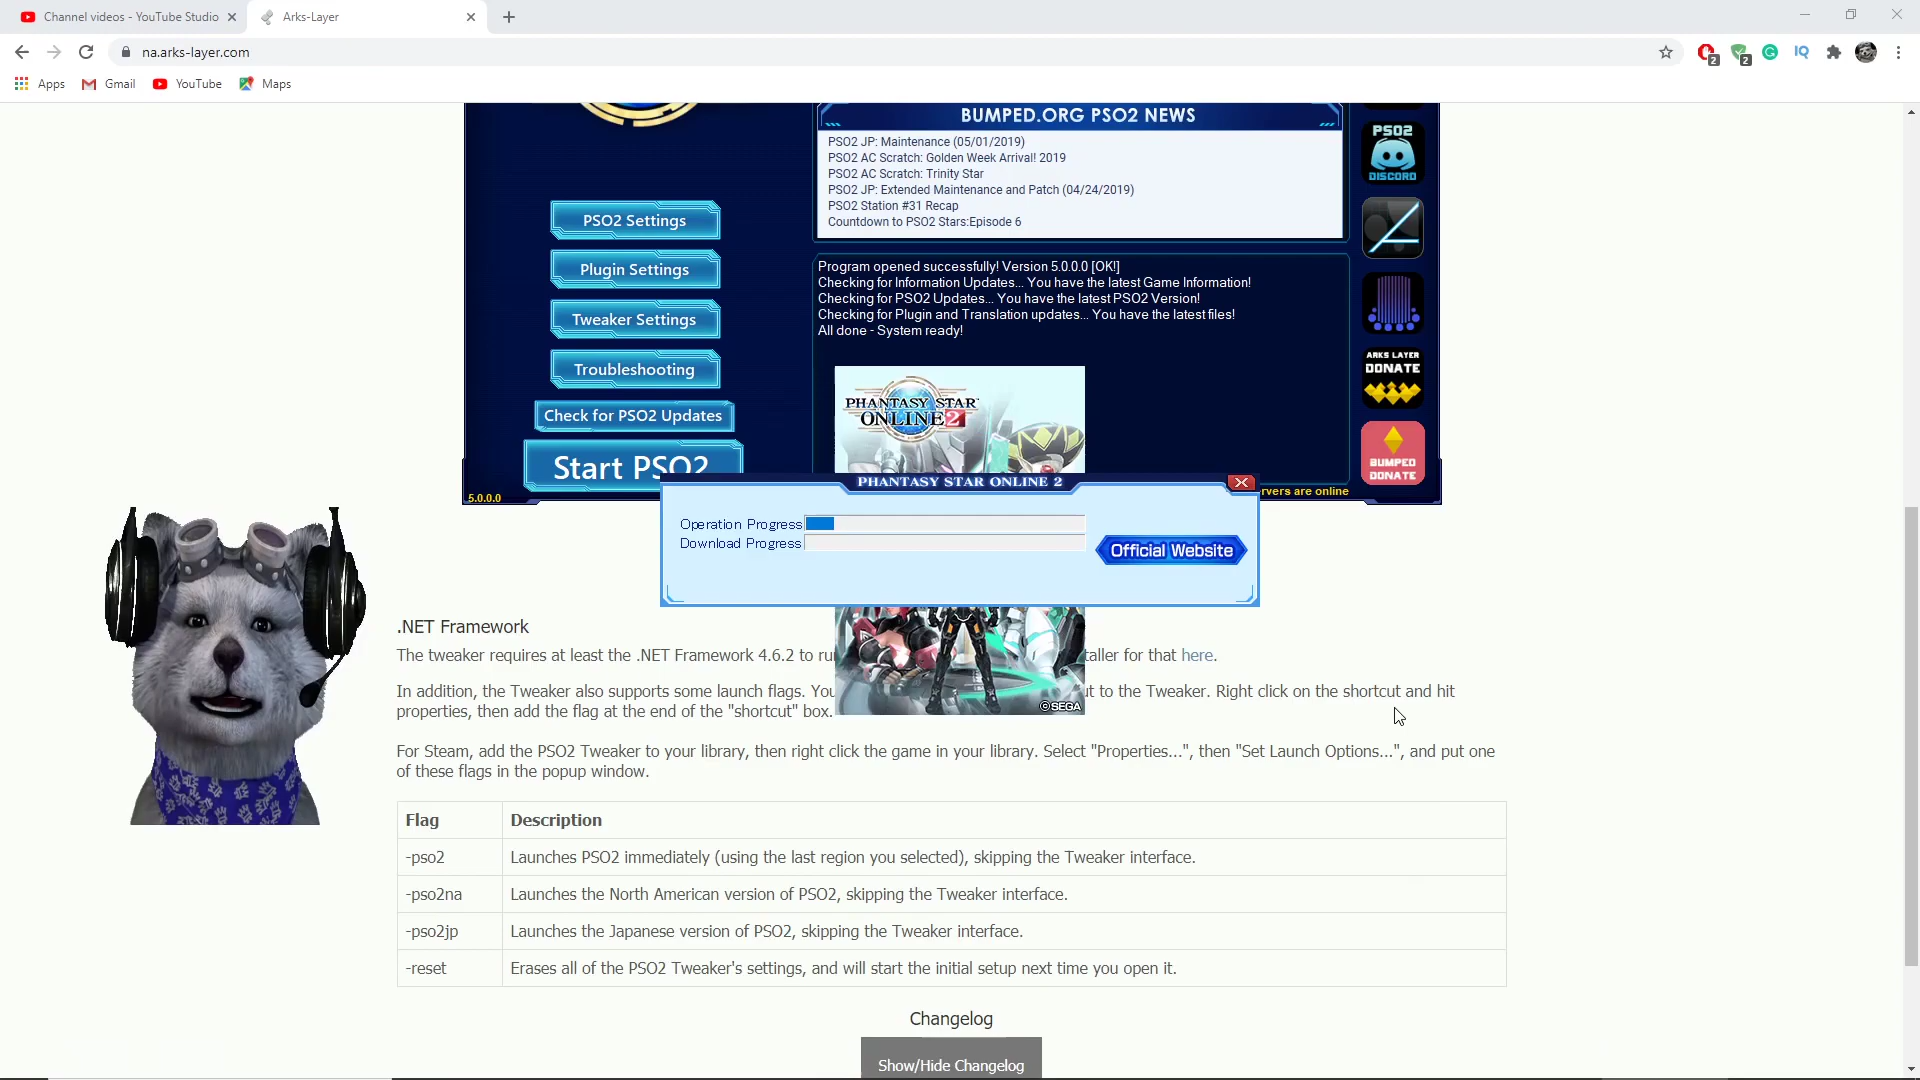 Channel videos - YouTube Studio
Arks-Layer
na.arks-layer.com
2
2
IQ
Apps
Gmail
YouTube
Maps
BUMPED.ORG PSO2 NEWS
PSO2 JP: Maintenance (05/01/2019)
PSO2 AC Scratch: Golden Week Arrival! 2019
PSO2 AC Scratch: Trinity Star
PSO2 JP: Extended Maintenance and Patch (04/24/2019)
PSO2 Station #31 Recap
Countdown to PSO2 Stars:Episode 6
PSO2
DISCORD
PSO2 Settings
Plugin Settings
Tweaker Settings
Troubleshooting
Check for PSO2 Updates
Start PSO2
5.0.0.0
Program opened successfully! Version 5.0.0.0 [OK!]
Checking for Information Updates... You have the latest Game Information!
Checking for PSO2 Updates... You have the latest PSO2 Version!
Checking for Plugin and Translation updates... You have the latest files!
All done - System ready!
ARKS LAYER
DONATE
BUMPED
DONATE
rvers are online
PHANTASY STAR
ONLINE 2
PHANTASY STAR ONLINE 2
Operation Progress
Download Progress
Official Website
©SEGA
.NET Framework
The tweaker requires at least the .NET Framework 4.6.2 to ru taller for that here.
In addition, the Tweaker also supports some launch flags. You t to the Tweaker. Right click on the shortcut and hit
properties, then add the flag at the end of the "shortcut" box.
For Steam, add the PSO2 Tweaker to your library, then right click the game in your library. Select "Properties...", then "Set Launch Options...", and put one
of these flags in the popup window.
Flag Description
-pso2 Launches PSO2 immediately (using the last region you selected), skipping the Tweaker interface.
-pso2na Launches the North American version of PSO2, skipping the Tweaker interface.
-pso2jp Launches the Japanese version of PSO2, skipping the Tweaker interface.
-reset Erases all of the PSO2 Tweaker's settings, and will start the initial setup next time you open it.
Changelog
Show/Hide Changelog